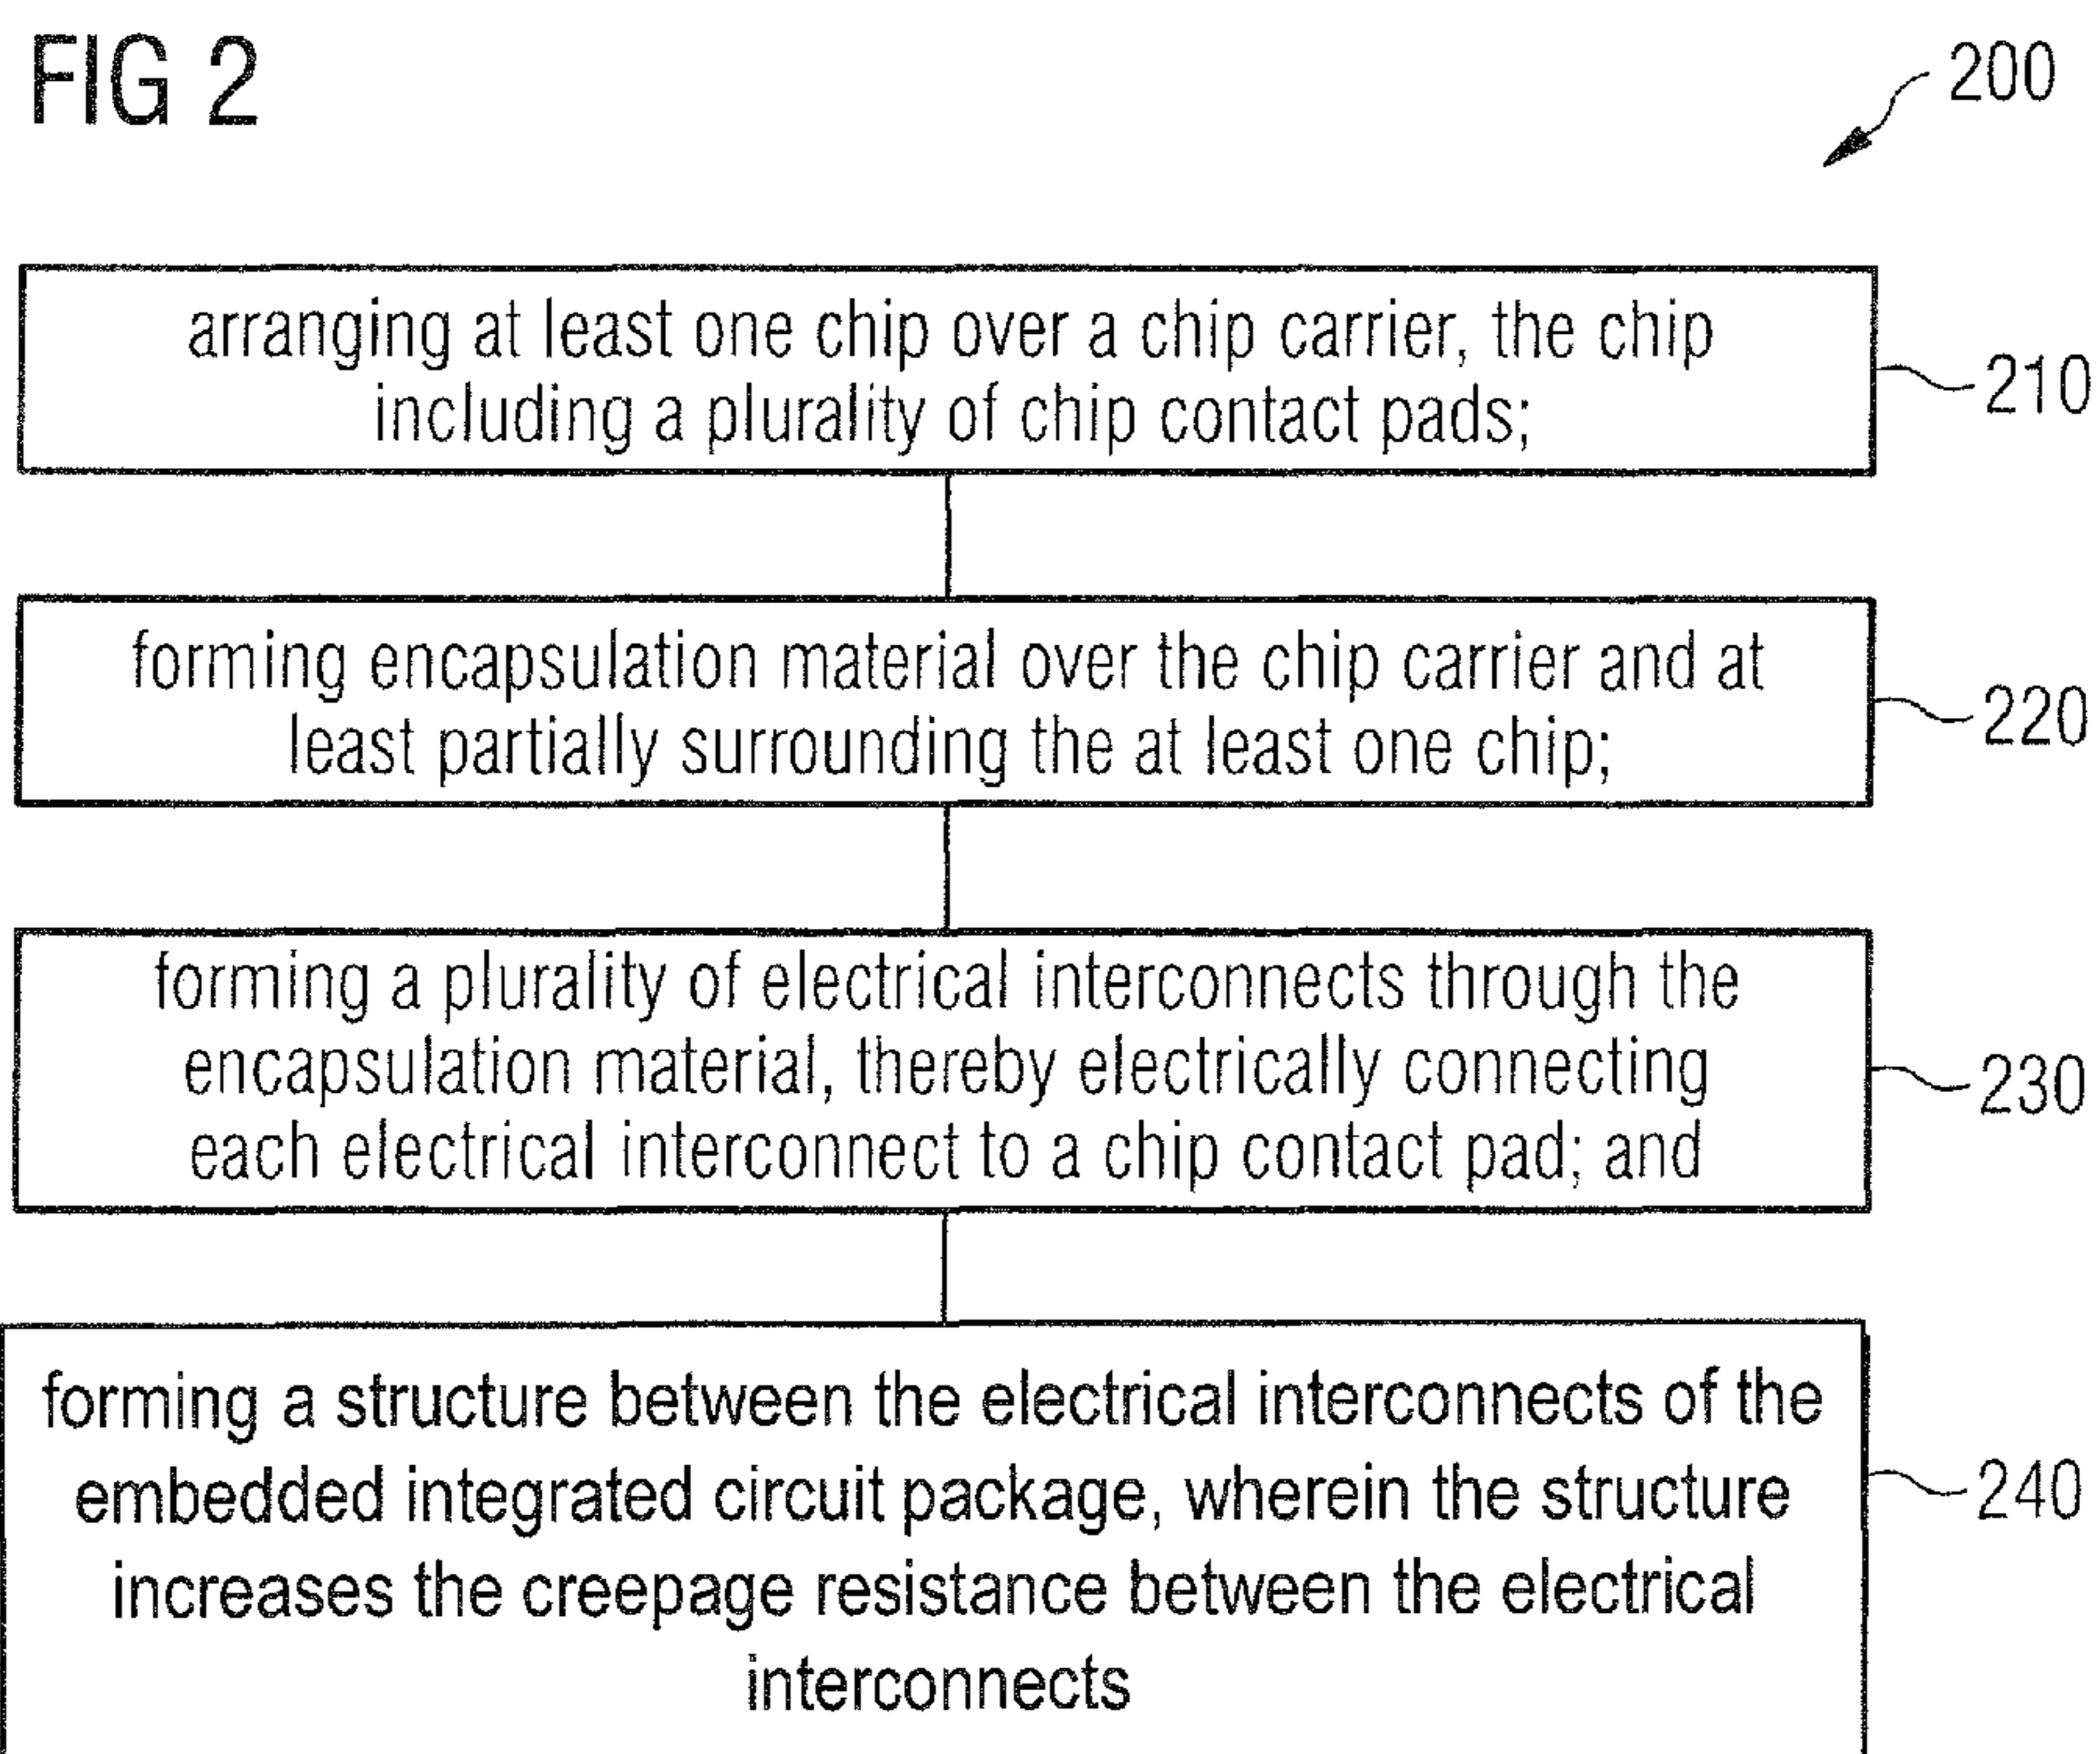 FIG 2
200
arranging at least one chip over a chip carrier, the chip
including a plurality of chip contact pads;
210
forming encapsulation material over the chip carrier and at
least partially surrounding the at least one chip;
220
forming a plurality of electrical interconnects through the
encapsulation material, thereby electrically connecting
each electrical interconnect to a chip contact pad; and
230
forming a structure between the electrical interconnects of the
embedded integrated circuit package, wherein the structure
increases the creepage resistance between the electrical
interconnects
240